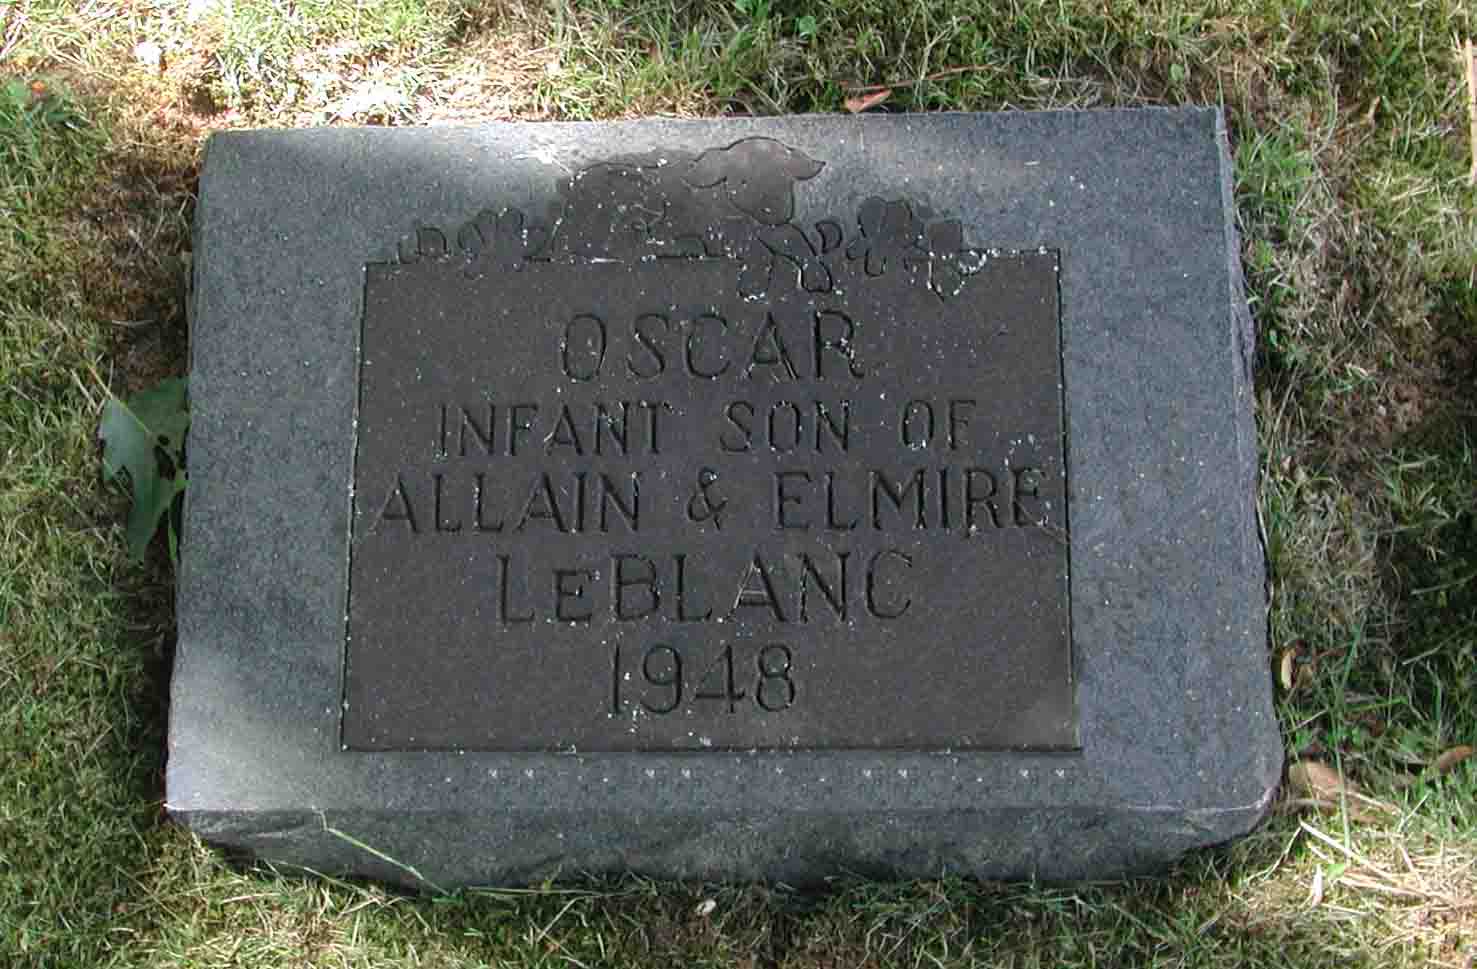 OSCAR
INFANT SON OF
ALLAIN & ELMIRE
LEBLANC
1948